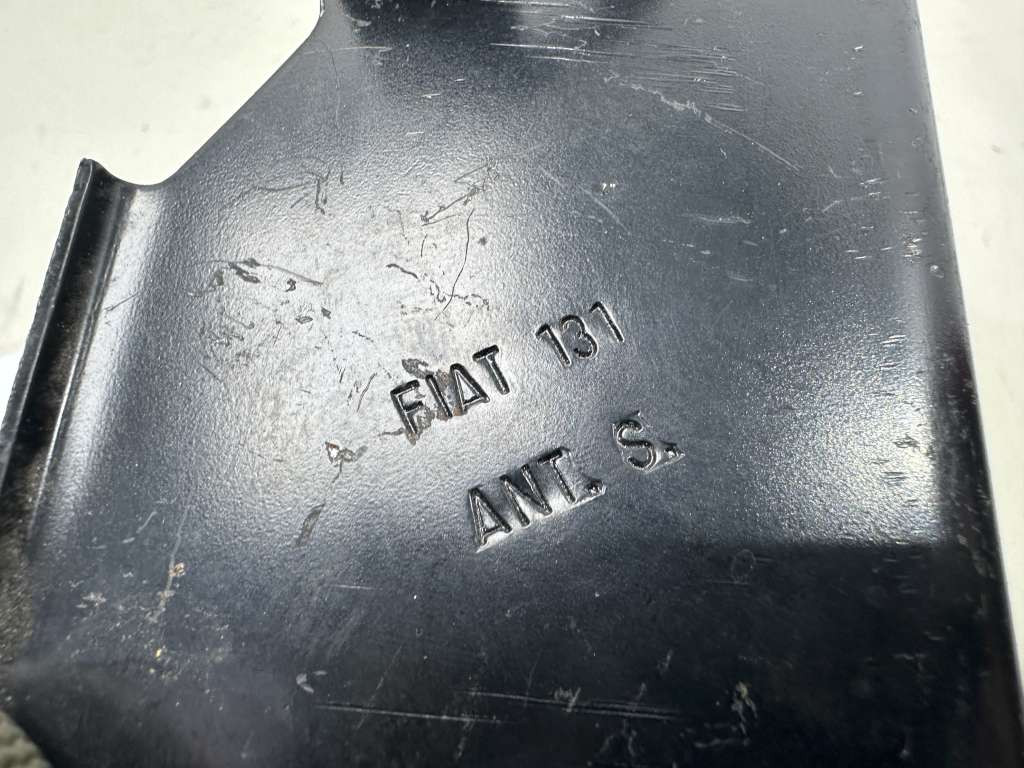 FIAT 131
ANT. S.